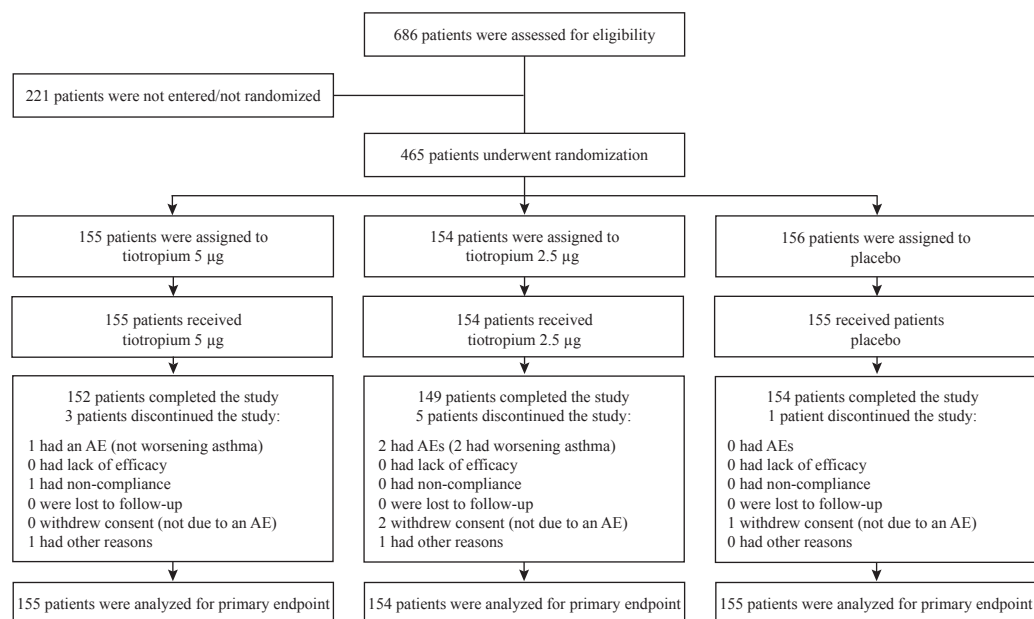 686 patients were assessed for eligibility
221 patients were not entered/not randomized
465 patients underwent randomization
155 patients were assigned to
tiotropium 5 µg
154 patients were assigned to
tiotropium 2.5 µg
156 patients were assigned to
placebo
155 patients received
tiotropium 5 µg
154 patients received
tiotropium 2.5 µg
155 received patients
placebo
152 patients completed the study
3 patients discontinued the study:
1 had an AE (not worsening asthma)
0 had lack of efficacy
1 had non-compliance
0 were lost to follow-up
0 withdrew consent (not due to an AE)
1 had other reasons
149 patients completed the study
5 patients discontinued the study:
2 had AEs (2 had worsening asthma)
0 had lack of efficacy
0 had non-compliance
0 were lost to follow-up
2 withdrew consent (not due to an AE)
1 had other reasons
154 patients completed the study
1 patient discontinued the study:
0 had AEs
0 had lack of efficacy
0 had non-compliance
0 were lost to follow-up
1 withdrew consent (not due to an AE)
0 had other reasons
155 patients were analyzed for primary endpoint
154 patients were analyzed for primary endpoint
155 patients were analyzed for primary endpoint